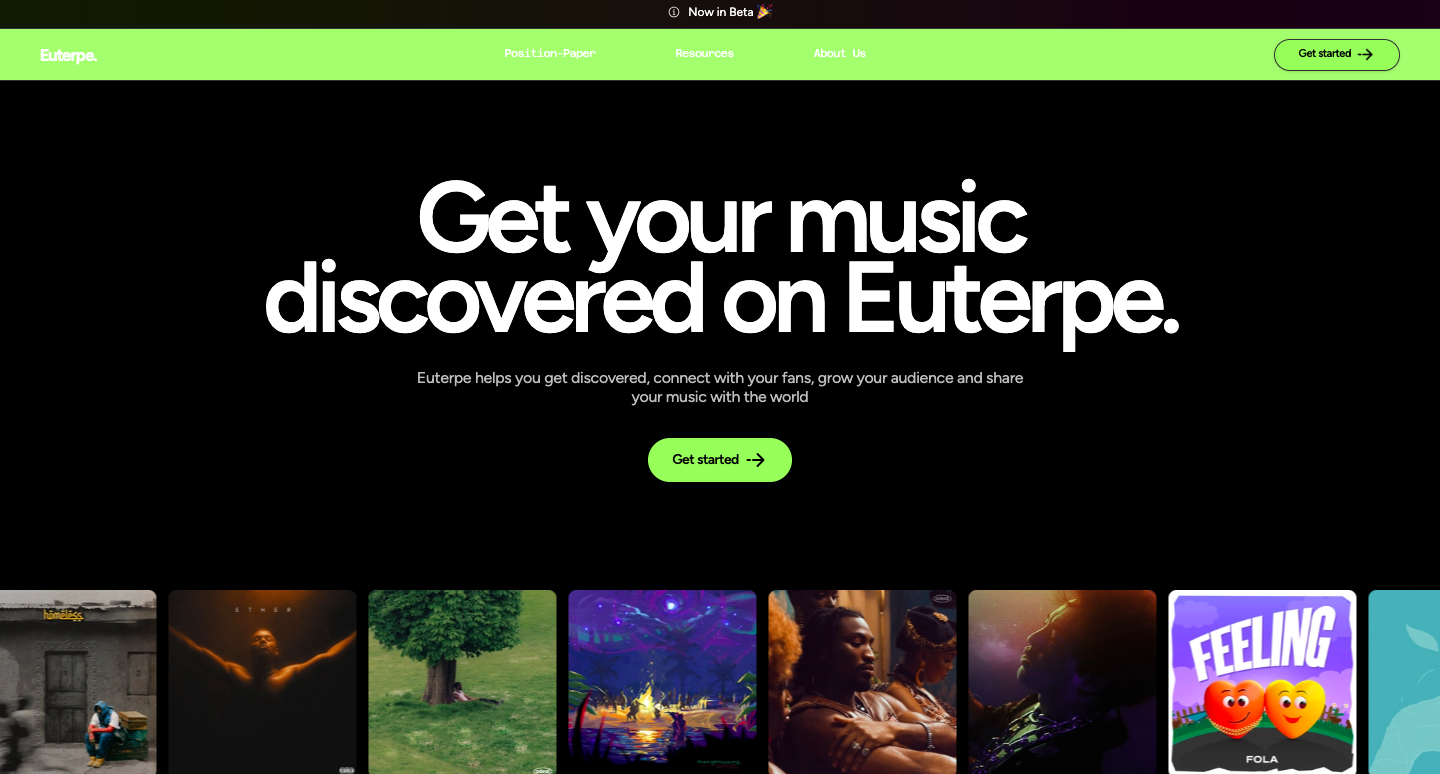 Now in Beta 🎉
Euterpe.
Position-Paper
Resources
About Us
Get started
Get your music
discovered on Euterpe.
Euterpe helps you get discovered, connect with your fans, grow your audience and share
your music with the world
Get started
homeless
ETHER
FEELING
FOLA